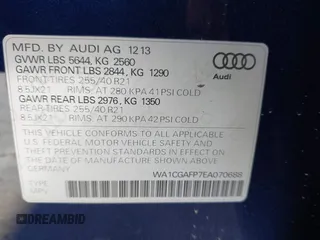 MFD. BY AUDI AG 12 13
GVWR LBS 5644, KG 2560
GAWR FRONT LBS 2844, KG 1290
FRONT TIRES: 255/40 R21
8.5JX21 RIMS: AT 280 KPA 41 PSI COLD
GAWR REAR LBS 2976, KG 1350
REAR TIRES: 255/40 R21
8.5JX21 RIMS: AT 290 KPA 42 PSI COLD
Audi
THIS VEHICLE CONFORMS TO ALL APPLICABLE
U.S. FEDERAL MOTOR VEHICLE SAFETY AND
THEFT PREVENTION STANDARDS IN EFFECT ON
THE DATE OF MANUFACTURE SHOWN ABOVE.
WA1CGAFP7EA070688
TYPE:
MPV
© DREAMBID